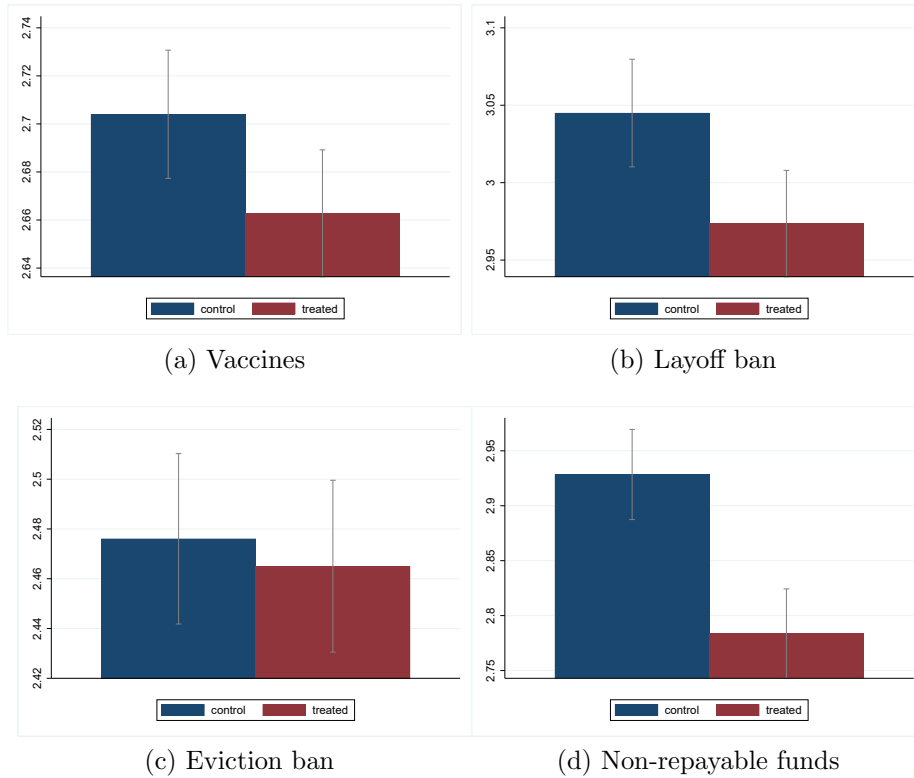 2.74
2.72
2.7
2.68
2.66
2.64
control treated
(a) Vaccines
3.1
3.05
3
2.95
control treated
(b) Layoff ban
2.52
2.5
2.48
2.46
2.44
2.42
control treated
(c) Eviction ban
2.95
2.9
2.85
2.8
2.75
control treated
(d) Non-repayable funds